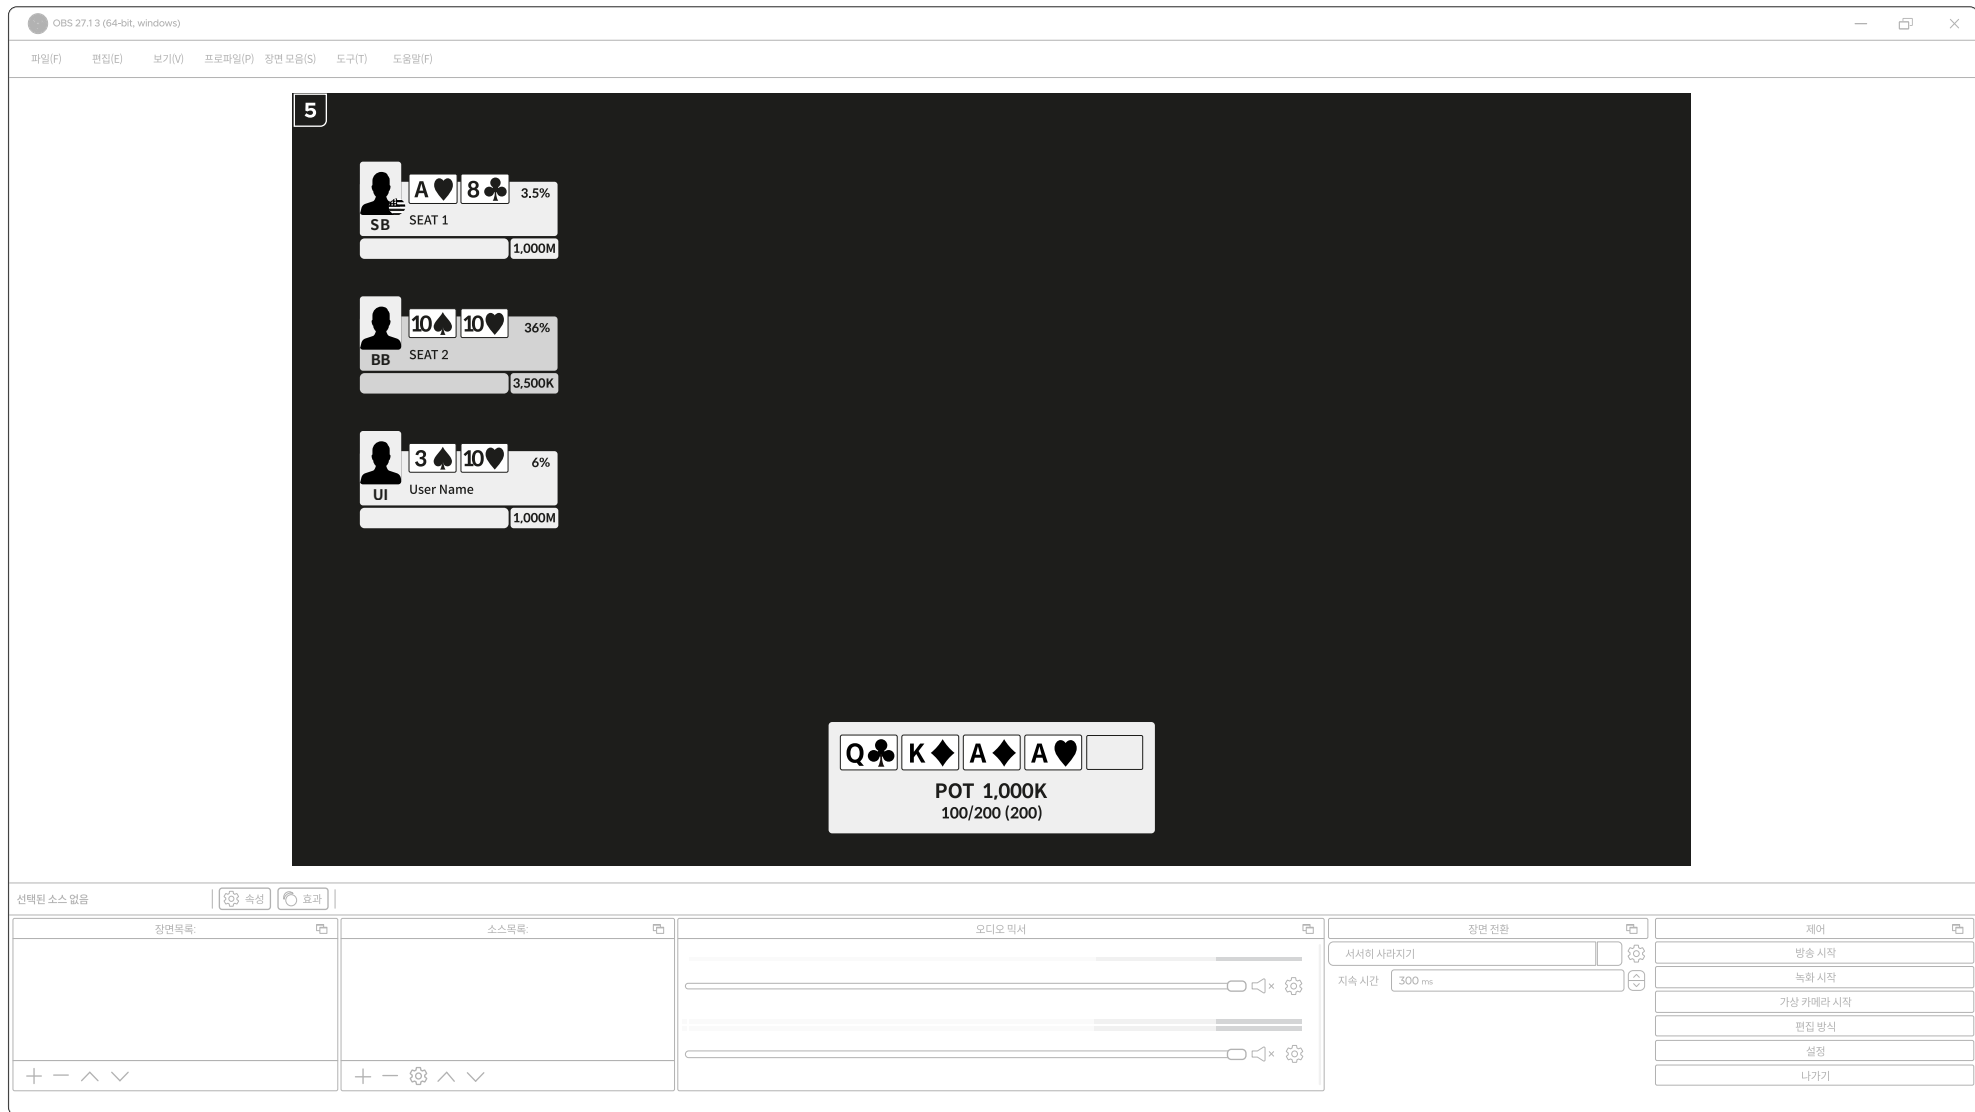 OBS 27.1 3 (64-bit, windows)
파일(F) 편집(E) 보기(V) 프로파일(P) 장면 모음(S) 도구(T) 도움말(F)
5
A 8 3.5%
SB SEAT 1
1,000M
10 10 36%
BB SEAT 2
3,500K
3 10 6%
UI User Name
1,000M
Q K A A
POT 1,000K
100/200 (200)
선택된 소스 없음 속성 효과
장면목록: 소스목록: 오디오 믹서 장면 전환 제어
서서히 사라지기 방송 시작
녹화 시작
지속 시간 300 ms
가상 카메라 시작
편집 방식
설정
나가기